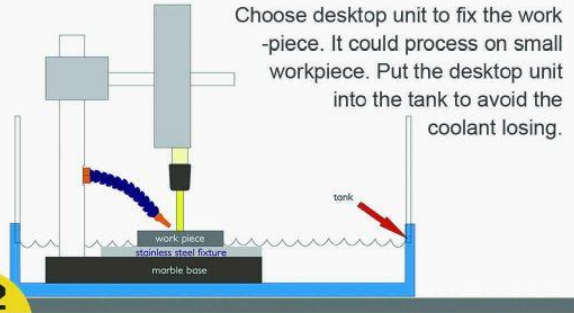 Choose desktop unit to fix the work
-piece. It could process on small
workpiece. Put the desktop unit
into the tank to avoid the
coolant losing.
tank
work piece
stainless steel fixture
marble base
2